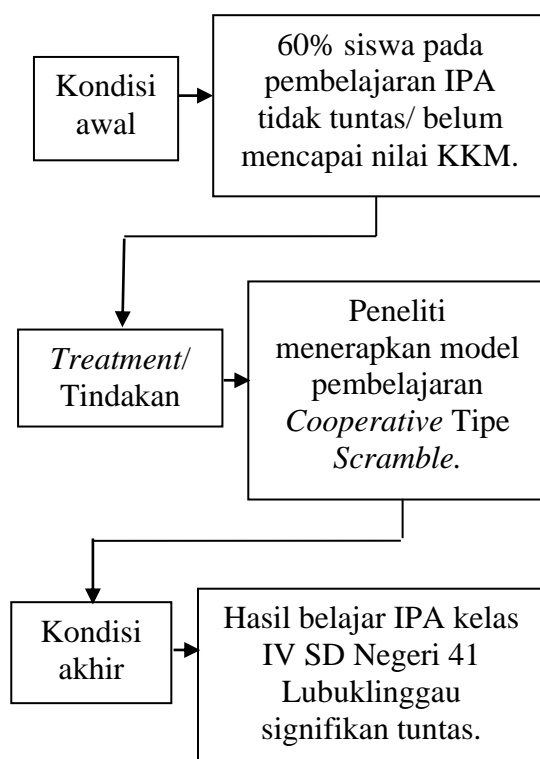 Kondisi
awal
60% siswa pada
pembelajaran IPA
tidak tuntas/ belum
mencapai nilai KKM.
Treatment/
Tindakan
Peneliti
menerapkan model
pembelajaran
Cooperative Tipe
Scramble.
Kondisi
akhir
Hasil belajar IPA kelas
IV SD Negeri 41
Lubuklinggau
signifikan tuntas.